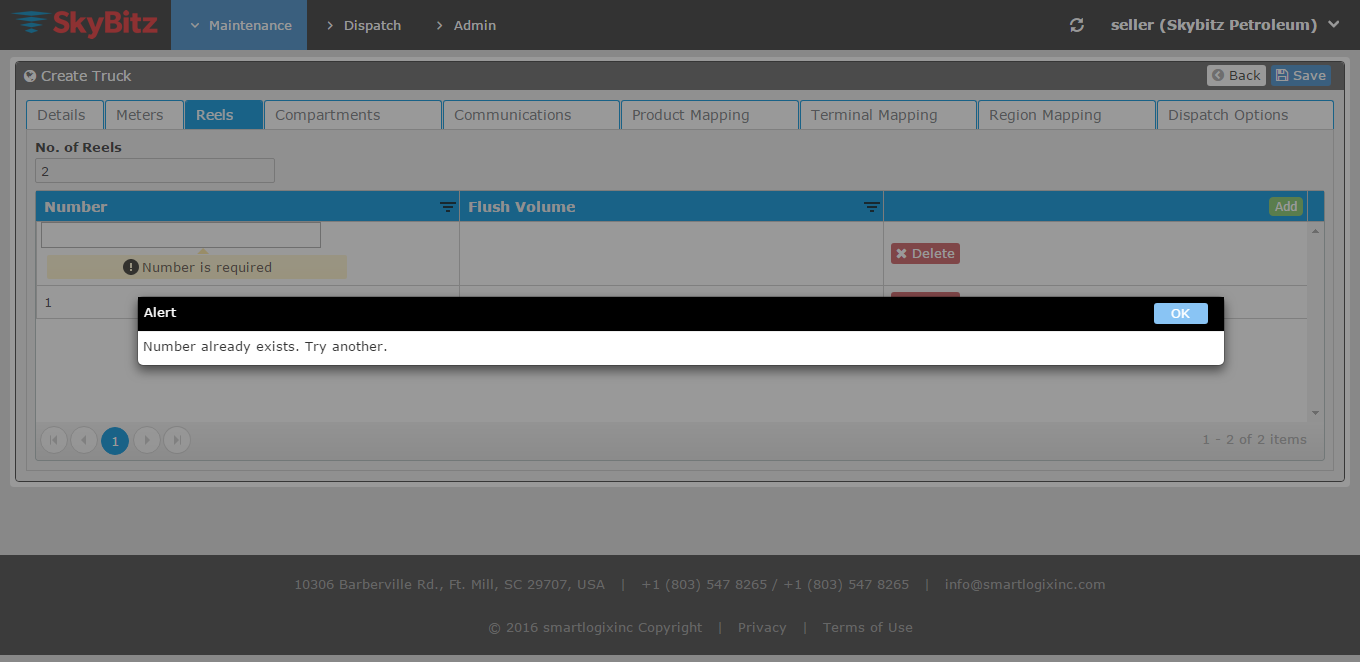 SkyBitz Maintenance Dispatch Admin seller (Skybitz Petroleum)
Create Truck Back Save
Details Meters Reels Compartments Communications Product Mapping Terminal Mapping Region Mapping Dispatch Options
No. of Reels
2
Number Flush Volume Add
Number is required Delete
1
Alert OK
Number already exists. Try another.
1 1 - 2 of 2 items
10306 Barberville Rd., Ft. Mill, SC 29707, USA | +1 (803) 547 8265 / +1 (803) 547 8265 | info@smartlogixinc.com
© 2016 smartlogixinc Copyright | Privacy | Terms of Use